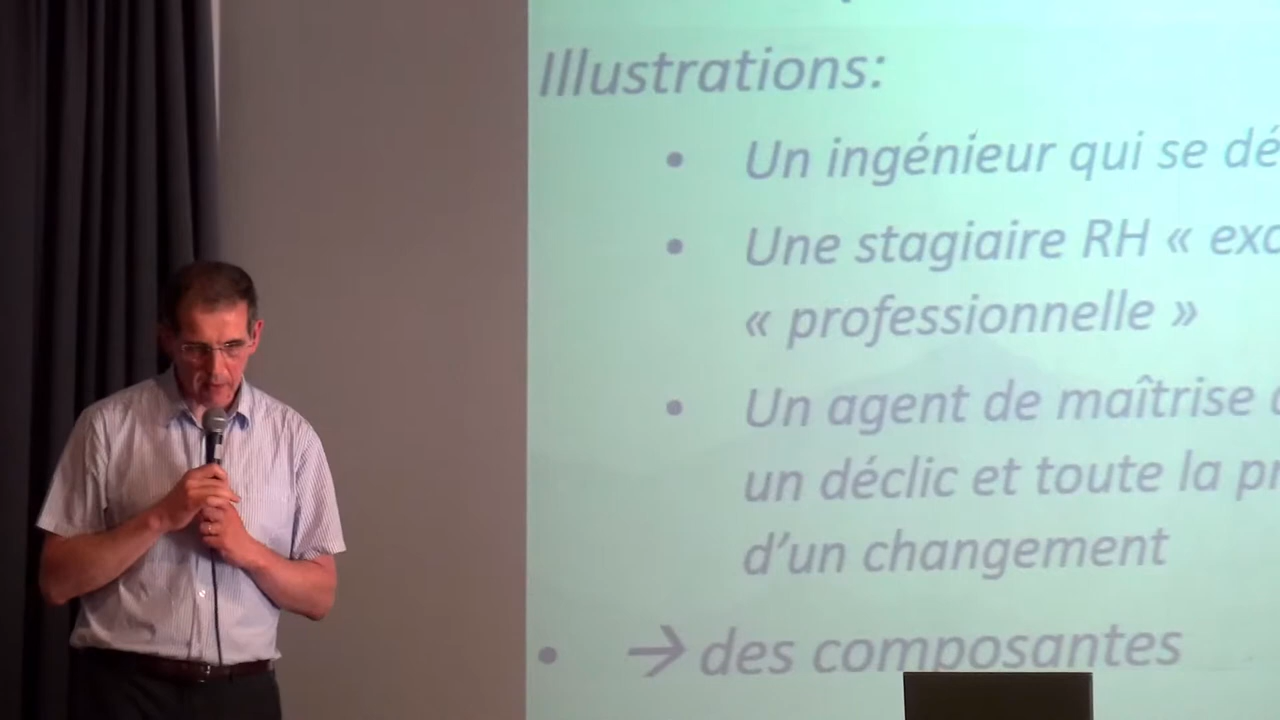 Illustrations:
• Un ingénieur qui se dé
• Une stagiaire RH « exc
« professionnelle »
• Un agent de maîtrise
un déclic et toute la pr
d’un changement
• → des composantes